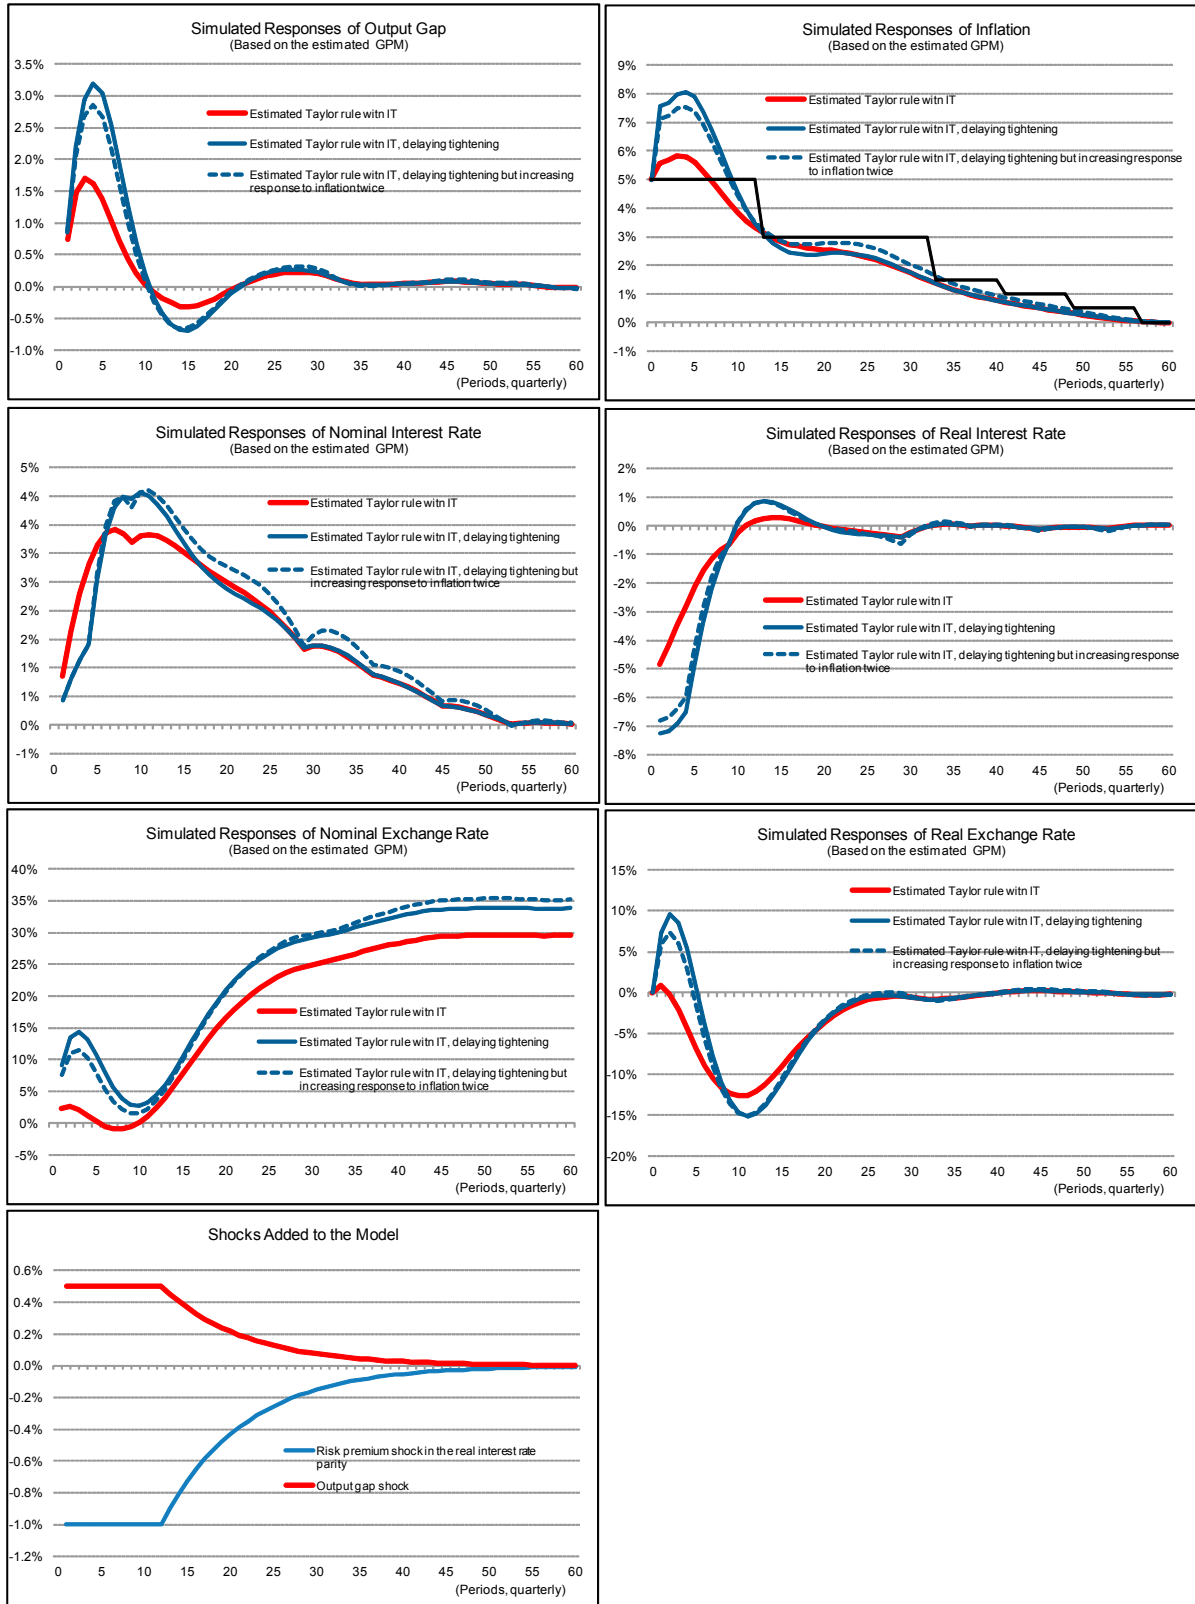 Simulated Responses of Output Gap
(Based on the estimated GPM)
3.5%
3.0%
2.5%
2.0%
1.5%
1.0%
0.5%
0.0%
-0.5%
-1.0%
Estimated Taylor rule with IT
Estimated Taylor rule with IT, delaying tightening
Estimated Taylor rule with IT, delaying tightening but increasing
response to inflation twice
0 5 10 15 20 25 30 35 40 45 50 55 60
(Periods, quarterly)
Simulated Responses of Inflation
(Based on the estimated GPM)
9%
8%
7%
6%
5%
4%
3%
2%
1%
0%
-1%
Estimated Taylor rule with IT
Estimated Taylor rule with IT, delaying tightening
Estimated Taylor rule with IT, delaying tightening but increasing response to
inflation twice
0 5 10 15 20 25 30 35 40 45 50 55 60
(Periods, quarterly)
Simulated Responses of Nominal Interest Rate
(Based on the estimated GPM)
5%
4%
4%
3%
3%
2%
2%
1%
1%
0%
-1%
Estimated Taylor rule with IT
Estimated Taylor rule with IT, delaying tightening
Estimated Taylor rule with IT, delaying tightening but
increasing response to inflation twice
0 5 10 15 20 25 30 35 40 45 50 55 60
(Periods, quarterly)
Simulated Responses of Real Interest Rate
(Based on the estimated GPM)
2%
1%
0%
-1%
-2%
-3%
-4%
-5%
-6%
-7%
-8%
Estimated Taylor rule with IT
Estimated Taylor rule with IT, delaying tightening
Estimated Taylor rule with IT, delaying tightening but increasing response
to inflation twice
0 5 10 15 20 25 30 35 40 45 50 55 60
(Periods, quarterly)
Simulated Responses of Nominal Exchange Rate
(Based on the estimated GPM)
40%
35%
30%
25%
20%
15%
10%
5%
0%
-5%
Estimated Taylor rule with IT
Estimated Taylor rule with IT, delaying tightening
Estimated Taylor rule with IT, delaying tightening but
increasing response to inflation twice
0 5 10 15 20 25 30 35 40 45 50 55 60
(Periods, quarterly)
Simulated Responses of Real Exchange Rate
(Based on the estimated GPM)
15%
10%
5%
0%
-5%
-10%
-15%
-20%
Estimated Taylor rule with IT
Estimated Taylor rule with IT, delaying tightening
Estimated Taylor rule with IT, delaying tightening but
increasing response to inflation twice
0 5 10 15 20 25 30 35 40 45 50 55 60
(Periods, quarterly)
Shocks Added to the Model
0.6%
0.4%
0.2%
0.0%
-0.2%
-0.4%
-0.6%
-0.8%
-1.0%
-1.2%
Risk premium shock in the real interest rate
parity
Output gap shock
0 5 10 15 20 25 30 35 40 45 50 55 60
(Periods, quarterly)